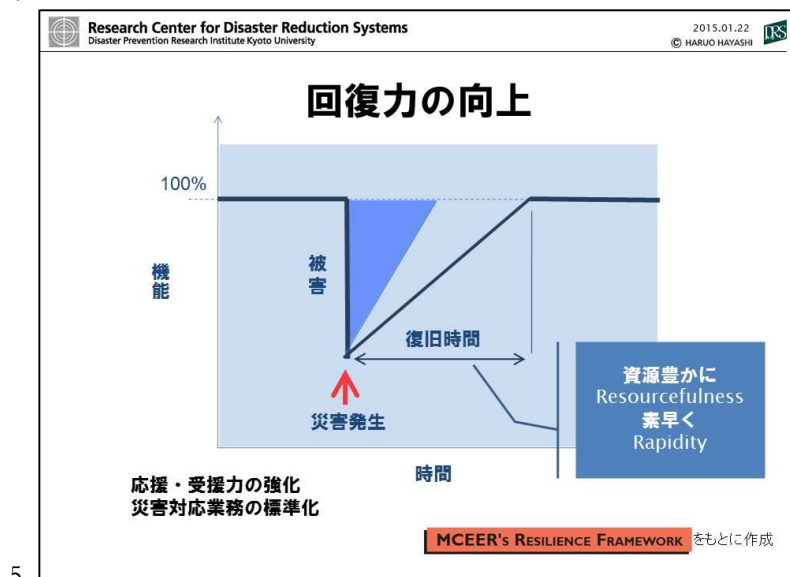 Research Center for Disaster Reduction Systems
Disaster Prevention Research Institute Kyoto University
2015.01.22
© HARUO HAYASHI
DRS
回復力の向上
100%
機能
被害
復旧時間
災害発生
時間
資源豊かに
Resourcefulness
素早く
Rapidity
応援・受援力の強化
災害対応業務の標準化
MCEER's RESILIENCE FRAMEWORK をもとに作成
5